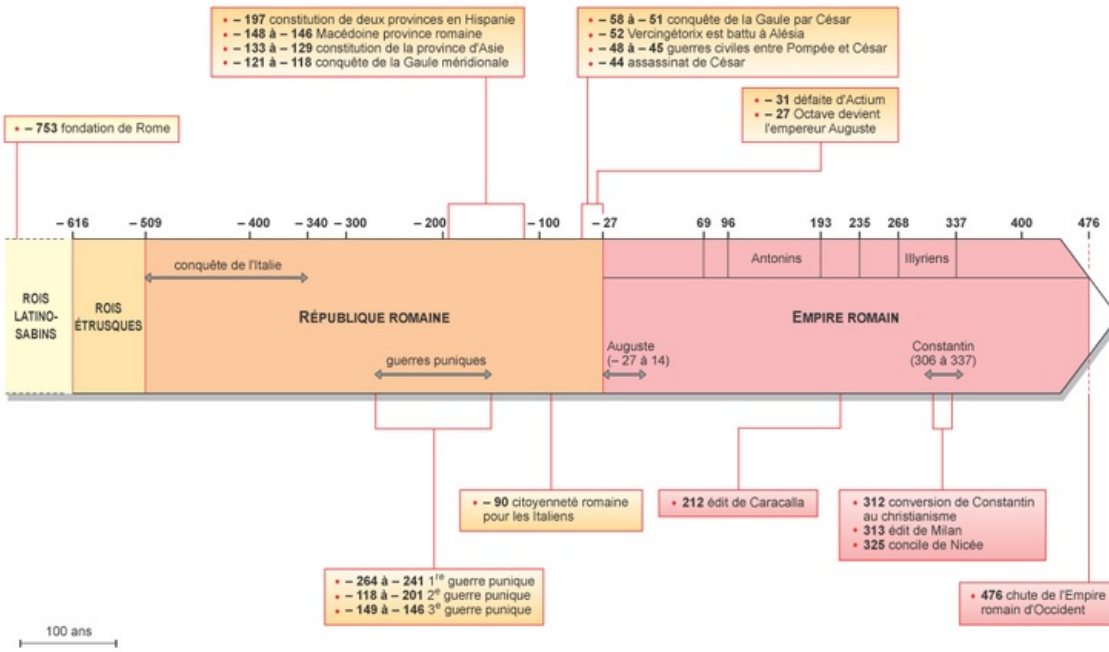 • – 197 constitution de deux provinces en Hispanie
• – 148 à – 146 Macédoine province romaine
• – 133 à – 129 constitution de la province d'Asie
• – 121 à – 118 conquête de la Gaule méridionale
• – 58 à – 51 conquête de la Gaule par César
• – 52 Vercingétorix est battu à Alésia
• – 48 à – 45 guerres civiles entre Pompée et César
• – 44 assassinat de César
• – 31 défaite d'Actium
• – 27 Octave devient
l'empereur Auguste
• – 753 fondation de Rome
– 616 – 509 – 400 – 340 – 300 – 200 – 100 – 27 69 96 193 235 268 337 400 476
conquête de l'Italie
Antonins
Illyriens
ROIS
LATINO-
SABINS
ROIS
ÉTRUSQUES
RÉPUBLIQUE ROMAINE
EMPIRE ROMAIN
guerres puniques
Auguste
(– 27 à 14)
Constantin
(306 à 337)
• – 90 citoyenneté romaine
pour les Italiens
• 212 édit de Caracalla
• 312 conversion de Constantin
au christianisme
• 313 édit de Milan
• 325 concile de Nicée
• – 264 à – 241 1re guerre punique
• – 118 à – 201 2e guerre punique
• – 149 à – 146 3e guerre punique
• 476 chute de l'Empire
romain d'Occident
100 ans